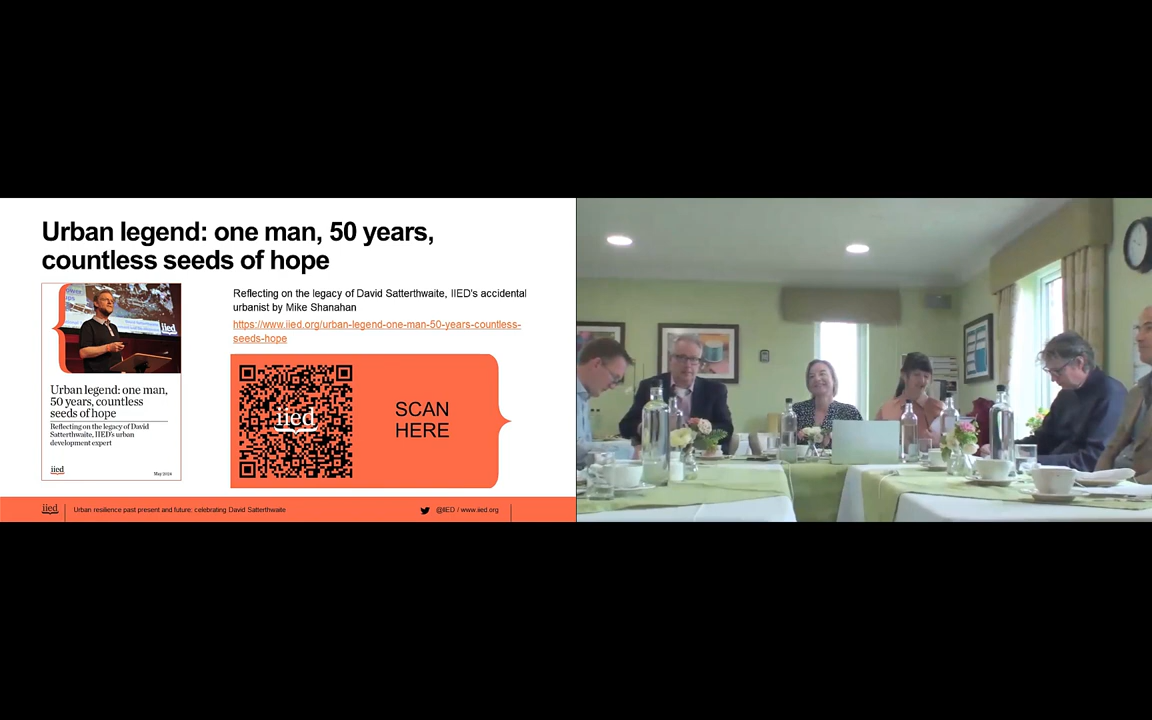 Urban legend: one man, 50 years,
countless seeds of hope
iied
Urban legend: one man,
50 years, countless
seeds of hope
Reflecting on the legacy of David
Satterthwaite, IIED's urban
development expert
iied
May 2024
Reflecting on the legacy of David Satterthwaite, IIED's accidental
urbanist by Mike Shanahan
https://www.iied.org/urban-legend-one-man-50-years-countless-
seeds-hope
iied
SCAN
HERE
iied
Urban resilience past present and future: celebrating David Satterthwaite
@IIED / www.iied.org